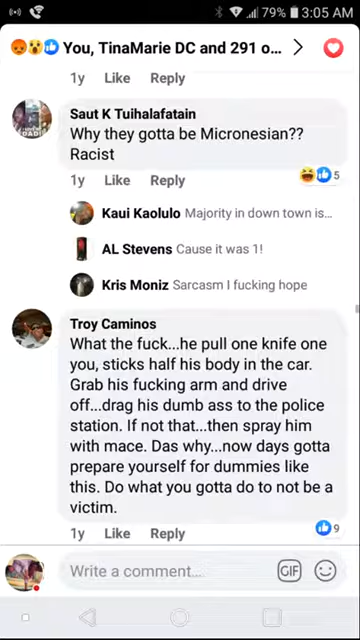 79% 3:05 AM
You, TinaMarie DC and 291 o...
1y Like Reply
Saut K Tuihalafatain
Why they gotta be Micronesian??
Racist
1y Like Reply 5
Kaui Kaolulo Majority in down town is...
AL Stevens Cause it was 1!
Kris Moniz Sarcasm I fucking hope
Troy Caminos
What the fuck...he pull one knife one
you, sticks half his body in the car.
Grab his fucking arm and drive
off...drag his dumb ass to the police
station. If not that...then spray him
with mace. Das why...now days gotta
prepare yourself for dummies like
this. Do what you gotta do to not be a
victim.
1y Like Reply 9
Write a comment... GIF